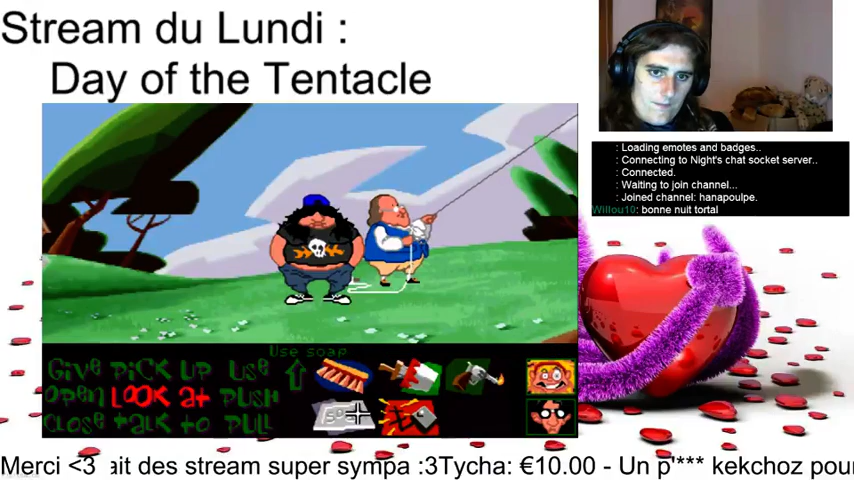 Stream du Lundi :
Day of the Tentacle
: Loading emotes and badges..
: Connecting to Night's chat socket server..
: Connected.
: Waiting to join channel...
: Joined channel: hanapoulpe.
Willou10: bonne nuit tortal
Use soap
Give Pick up Use
Open Look at Push
Close Talk to Pull
Merci <3 ait des stream super sympa :3Tycha: €10.00 - Un p'*** kekchoz pour